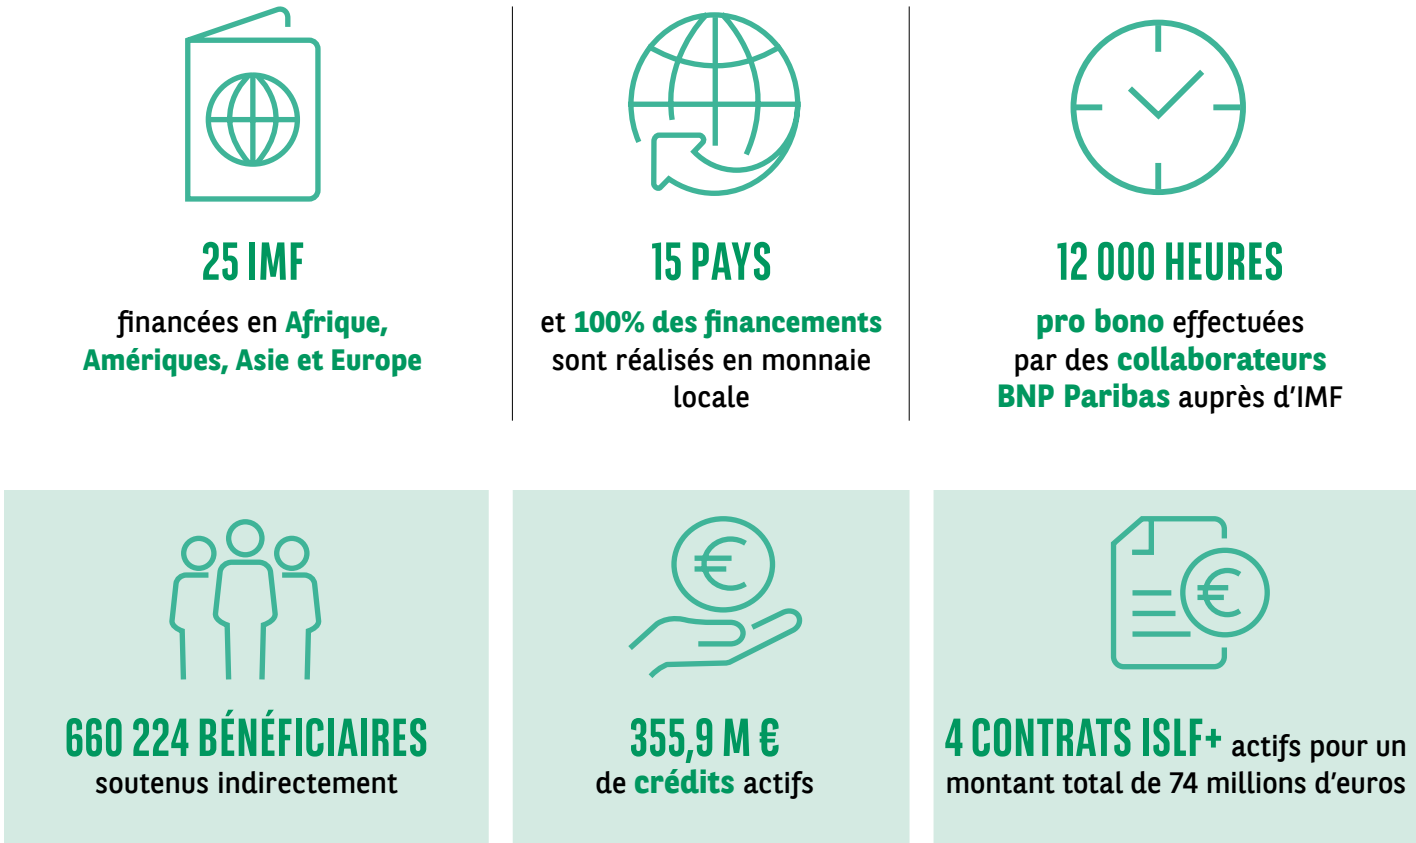 25 IMF
financées en Afrique,
Amériques, Asie et Europe
15 PAYS
et 100% des financements
sont réalisés en monnaie
locale
12 000 HEURES
pro bono effectuées
par des collaborateurs
BNP Paribas auprès d’IMF
660 224 BÉNÉFICIAIRES
soutenus indirectement
€
355,9 M €
de crédits actifs
€
4 CONTRATS ISLF+ actifs pour un
montant total de 74 millions d’euros